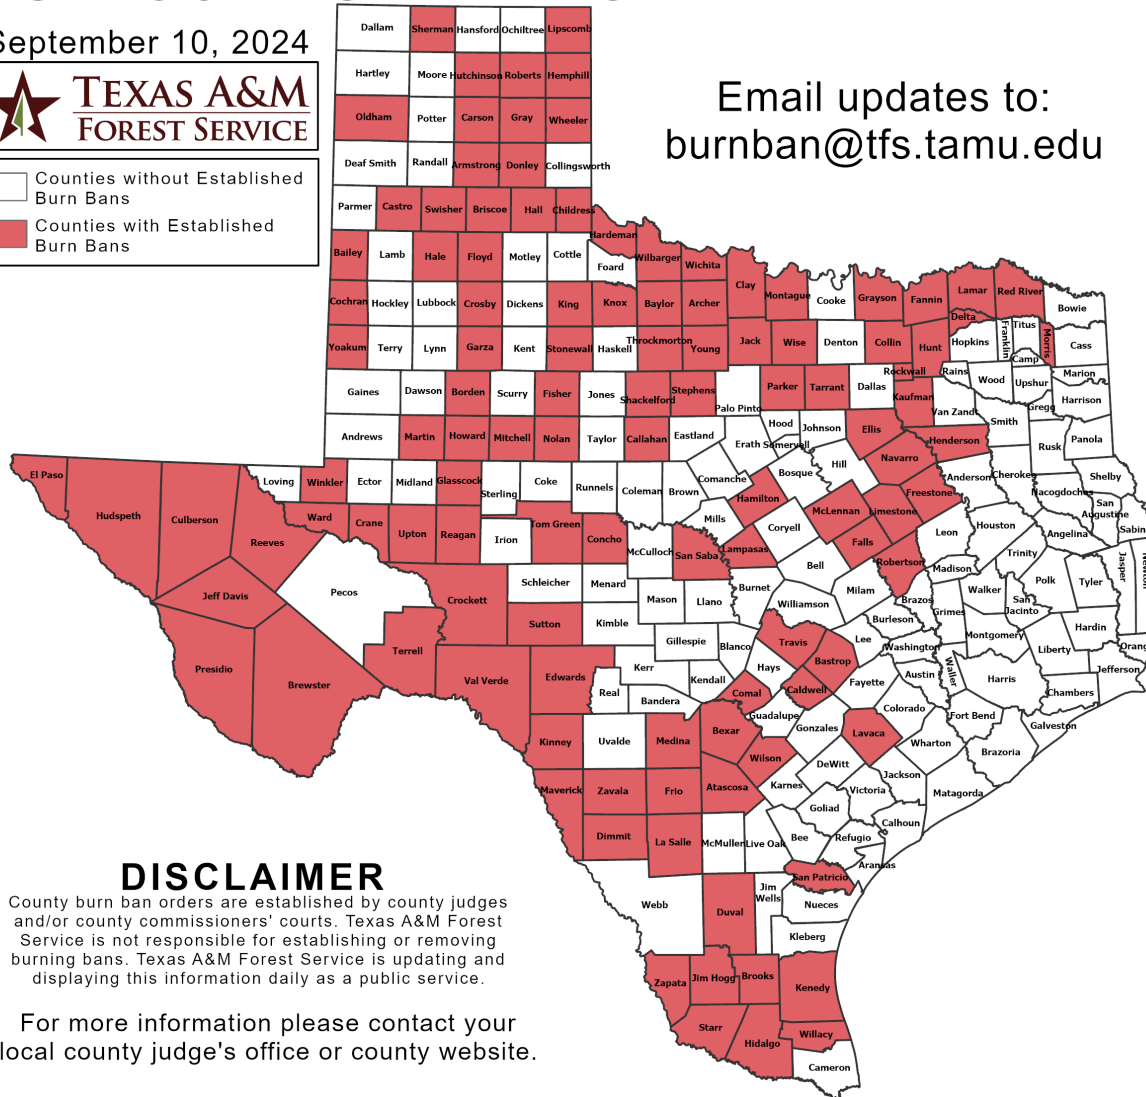 September 10, 2024
TEXAS A&M
FOREST SERVICE
Counties without Established
Burn Bans
Counties with Established
Burn Bans
Email updates to:
burnban@tfs.tamu.edu
Dallam Sherman Hansford Ochiltree Lipscomb
Hartley Moore Hutchinson Roberts Hemphill
Oldham Potter Carson Gray Wheeler
Deaf Smith Randall Armstrong Donley Collingsworth
Parmer Castro Swisher Briscoe Hall Childress
Hardeman
Bailey Lamb Hale Floyd Motley Cottle Foard Wilbarger Wichita
Clay Montague Cooke Grayson Fannin Lamar Red River Bowie
Cochran Hockley Lubbock Crosby Dickens King Knox Baylor Archer
Delta Franklin Titus Morris Cass
Yoakum Terry Lynn Garza Kent Stonewall Haskell Throckmorton Young Jack Wise Denton Collin Hunt Hopkins Camp
Rockwall Rains Wood Upshur Marion
Gaines Dawson Borden Scurry Fisher Jones Shackelford Stephens Palo Pinto Parker Tarrant Dallas Kaufman Van Zandt Gregg Harrison
Andrews Martin Howard Mitchell Nolan Taylor Callahan Eastland Erath Hood Somervell Johnson Ellis Henderson Smith Rusk Panola
El Paso Hudspeth Culberson Loving Winkler Ector Midland Glasscock Sterling Coke Runnels Coleman Brown Comanche Hamilton Bosque Hill Navarro Freestone Anderson Cherokee Nacogdoches Shelby
San
Augustine Sabin
Reeves Ward Crane Upton Reagan Irion Tom Green Concho McCulloch San Saba Mills Lampasas Coryell McLennan Limestone Falls Leon Houston Angelina
Jeff Davis Pecos Crockett Schleicher Menard Mason Llano Burnet Bell Milam Robertson Brazos Madison Walker Trinity Polk Tyler Jasper Newton
Presidio Brewster Terrell Sutton Kimble Gillespie Blanco Williamson Travis Lee Burleson Grimes San
Jacinto
Montgomery Hardin Liberty Orang
Val Verde Edwards Real Kerr Kendall Bandera Hays Comal Caldwell Bastrop Fayette Washington Austin Waller Harris Chambers Jefferson
Kinney Uvalde Medina Bexar Guadalupe Wilson Gonzales Lavaca Colorado Fort Bend Wharton Brazoria Galveston
Maverick Zavala Frio Atascosa Karnes DeWitt Victoria Jackson Matagorda
Dimmit La Salle McMullen Live Oak Bee Goliad Refugio Calhoun Aransas
Webb Duval Jim
Wells
San Patricio Nueces Kleberg
Zapata Jim Hogg Brooks Kenedy
Starr Hidalgo Willacy Cameron
DISCLAIMER
County burn ban orders are established by county judges
and/or county commissioners' courts. Texas A&M Forest
Service is not responsible for establishing or removing
burning bans. Texas A&M Forest Service is updating and
displaying this information daily as a public service.
For more information please contact your
local county judge's office or county website.